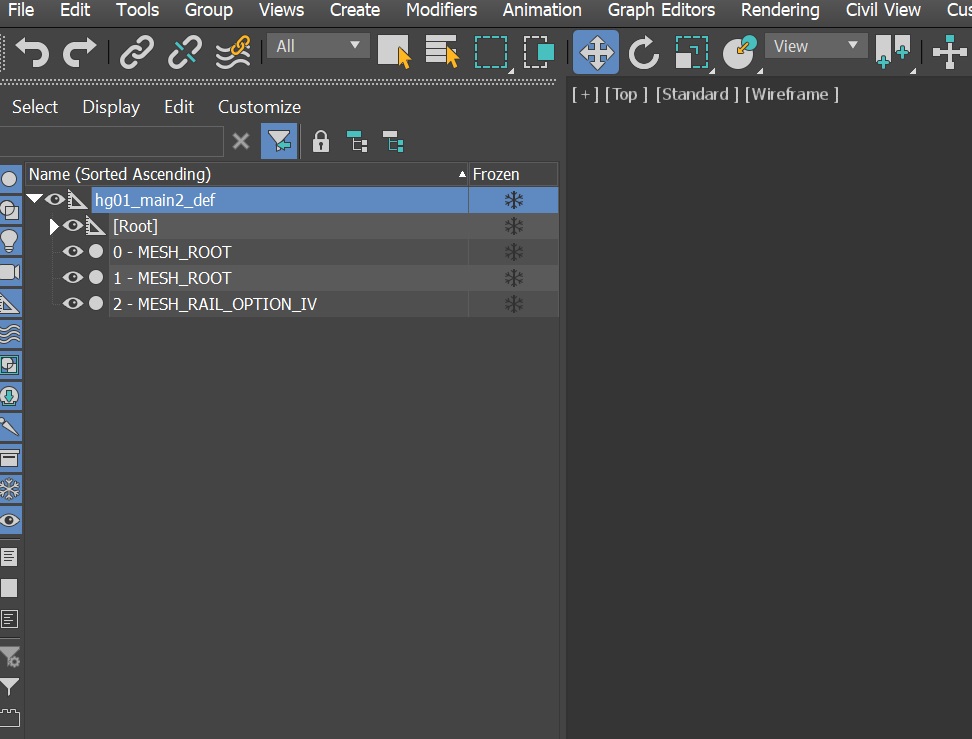 File Edit Tools Group Views Create Modifiers Animation Graph Editors Rendering Civil View Cus
All View
[ + ] [Top ] [Standard ] [Wireframe ]
Select Display Edit Customize
Name (Sorted Ascending) Frozen
hg01_main2_def
[Root]
0 - MESH_ROOT
1 - MESH_ROOT
2 - MESH_RAIL_OPTION_IV